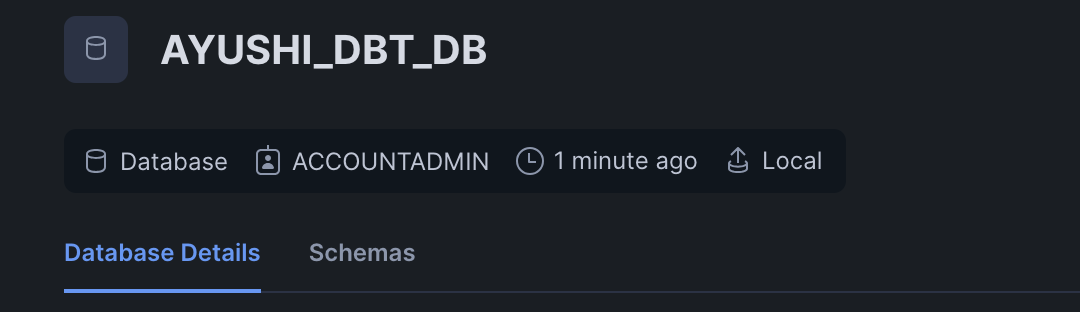 AYUSHI_DBT_DB
Database ACCOUNTADMIN 1 minute ago Local
Database Details Schemas